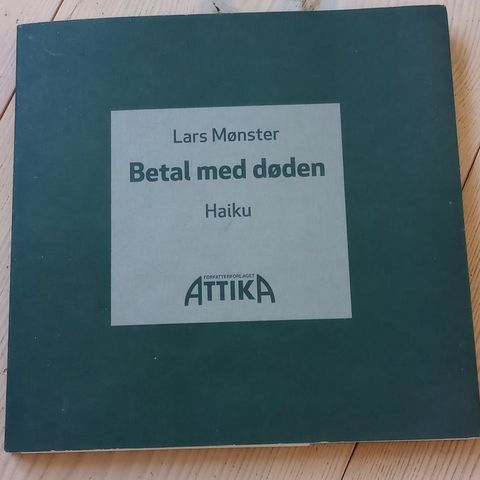 Lars Mønster
Betal med døden
Haiku
FORFATTERFORLAGET
ATTIKA